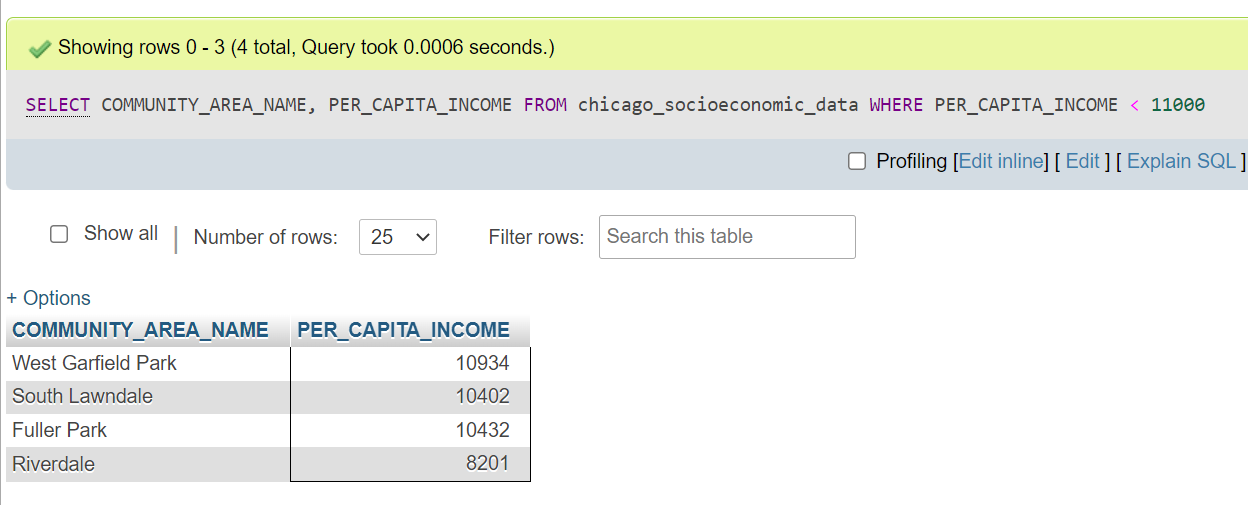 Showing rows 0 - 3 (4 total, Query took 0.0006 seconds.)
SELECT COMMUNITY_AREA_NAME, PER_CAPITA_INCOME FROM chicago_socioeconomic_data WHERE PER_CAPITA_INCOME < 11000
Profiling [Edit inline] [ Edit ] [ Explain SQL ]
Show all | Number of rows: 25 Filter rows: Search this table
+ Options
COMMUNITY_AREA_NAME PER_CAPITA_INCOME
West Garfield Park 10934
South Lawndale 10402
Fuller Park 10432
Riverdale 8201